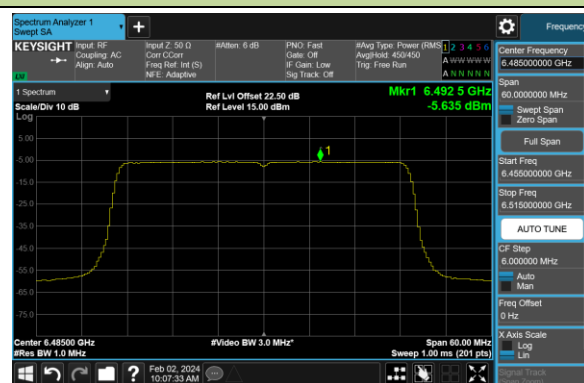 Spectrum Analyzer 1
Swept SA
+
Frequency
KEYSIGHT
Input: RF
Coupling: AC
Align: Auto
Input Z: 50 Ω
Corr CCorr
Freq Ref: Int (S)
NFE: Adaptive
#Atten: 6 dB
PNO: Fast
Gate: Off
IF Gain: Low
Sig Track: Off
#Avg Type: Power (RMS
Avg|Hold: 450/450
Trig: Free Run
1 2 3 4 5 6
A W W W W W
A N N N N N
LW
1 Spectrum
Scale/Div 10 dB
Log
Ref Lvl Offset 22.50 dB
Ref Level 15.00 dBm
Mkr1 6.492 5 GHz
-5.635 dBm
5.00
-5.00
-15.0
-25.0
-35.0
-45.0
-55.0
-65.0
-75.0
1
Center 6.48500 GHz
#Res BW 1.0 MHz
#Video BW 3.0 MHz*
Span 60.00 MHz
Sweep 1.00 ms (201 pts)
Center Frequency
6.485000000 GHz
Span
60.0000000 MHz
Swept Span
Zero Span
Full Span
Start Freq
6.455000000 GHz
Stop Freq
6.515000000 GHz
AUTO TUNE
CF Step
6.000000 MHz
Auto
Man
Freq Offset
0 Hz
X Axis Scale
Log
Lin
Signal Track
?
Feb 02, 2024
10:07:33 AM